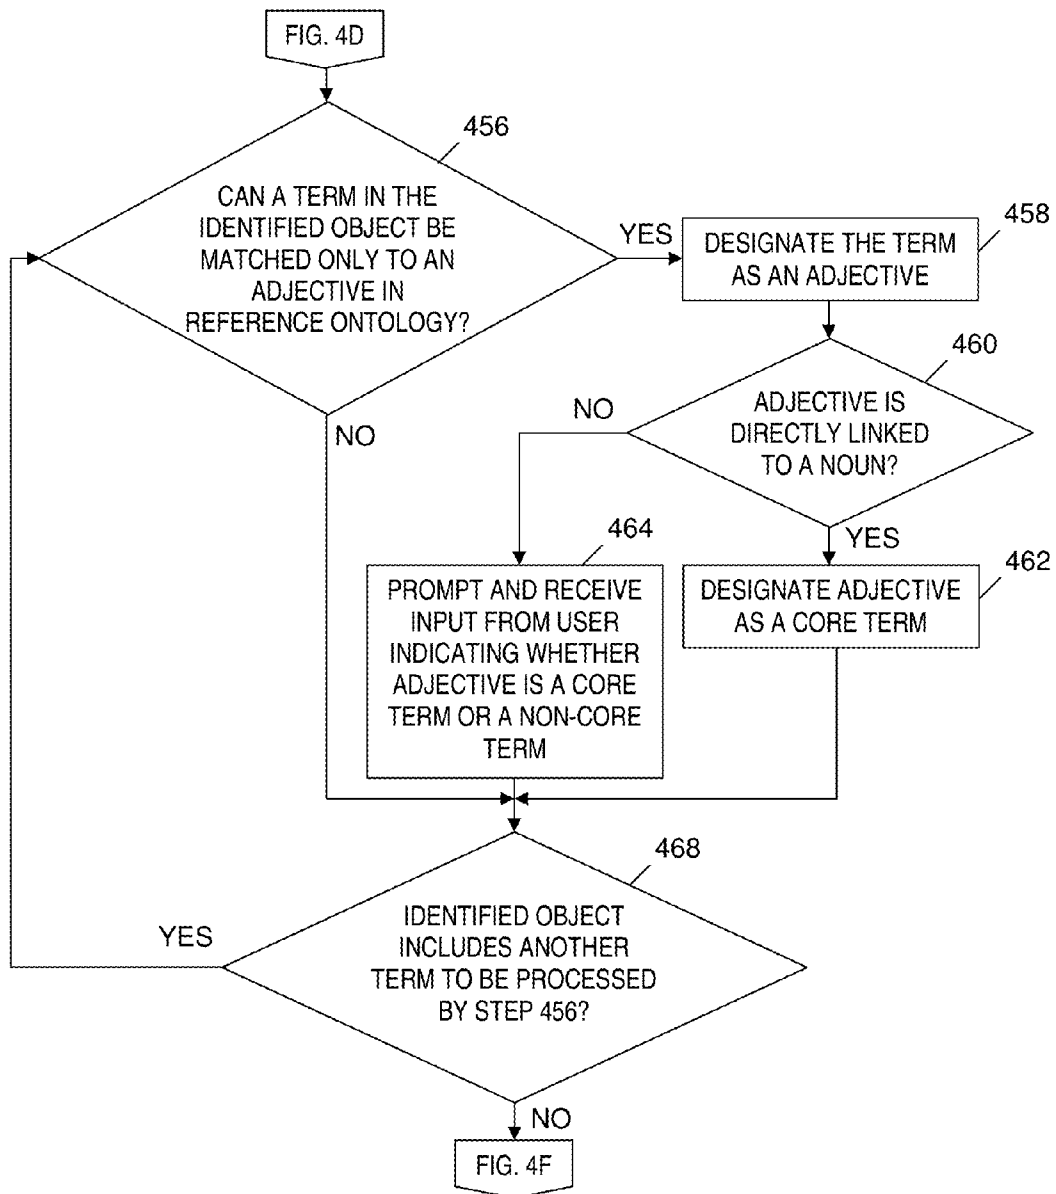 FIG. 4D
456
CAN A TERM IN THE
IDENTIFIED OBJECT BE
MATCHED ONLY TO AN
ADJECTIVE IN
REFERENCE ONTOLOGY?
YES
458
DESIGNATE THE TERM
AS AN ADJECTIVE
460
ADJECTIVE IS
DIRECTLY LINKED
TO A NOUN?
NO
NO
YES
464
PROMPT AND RECEIVE
INPUT FROM USER
INDICATING WHETHER
ADJECTIVE IS A CORE
TERM OR A NON-CORE
TERM
462
DESIGNATE ADJECTIVE
AS A CORE TERM
468
IDENTIFIED OBJECT
INCLUDES ANOTHER
TERM TO BE PROCESSED
BY STEP 456?
YES
NO
FIG. 4F